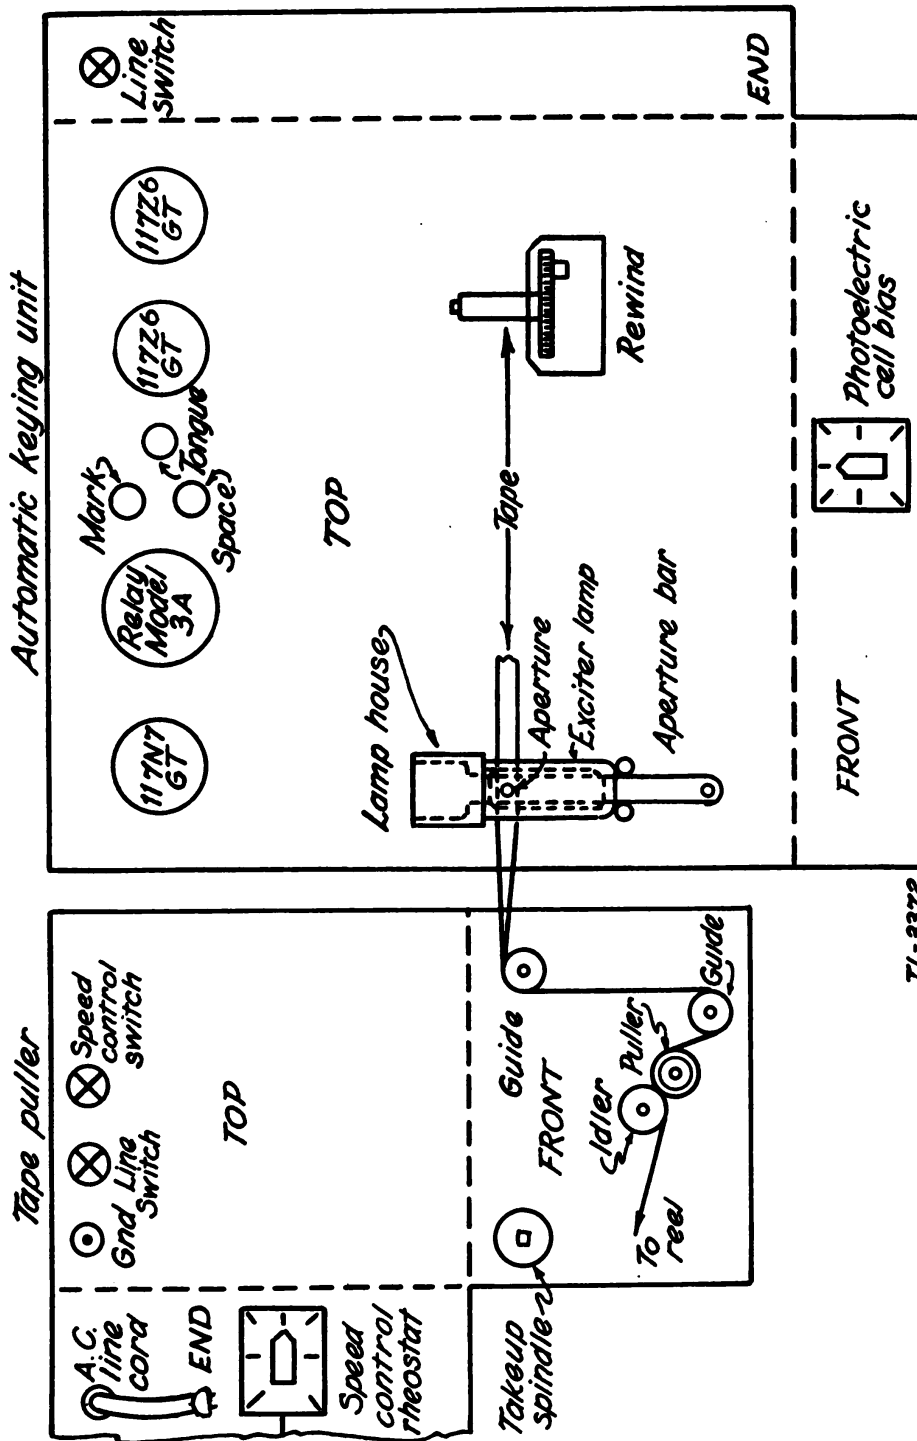 Tape puller
Automatic keying unit
A.C.
line
cord
END
Speed
control
rheostat
Gnd
Line
Switch
Speed
control
switch
TOP
Takeup
spindle
FRONT
Guide
Idler
Puller
Guide
To
reel
117N7
GT
Relay
Model
3A
Mark
Tongue
Space
117Z6
GT
117Z6
GT
Line
switch
TOP
Lamp house
Tape
Aperture
Exciter lamp
Aperture bar
Rewind
END
FRONT
Photoelectric
cell bias